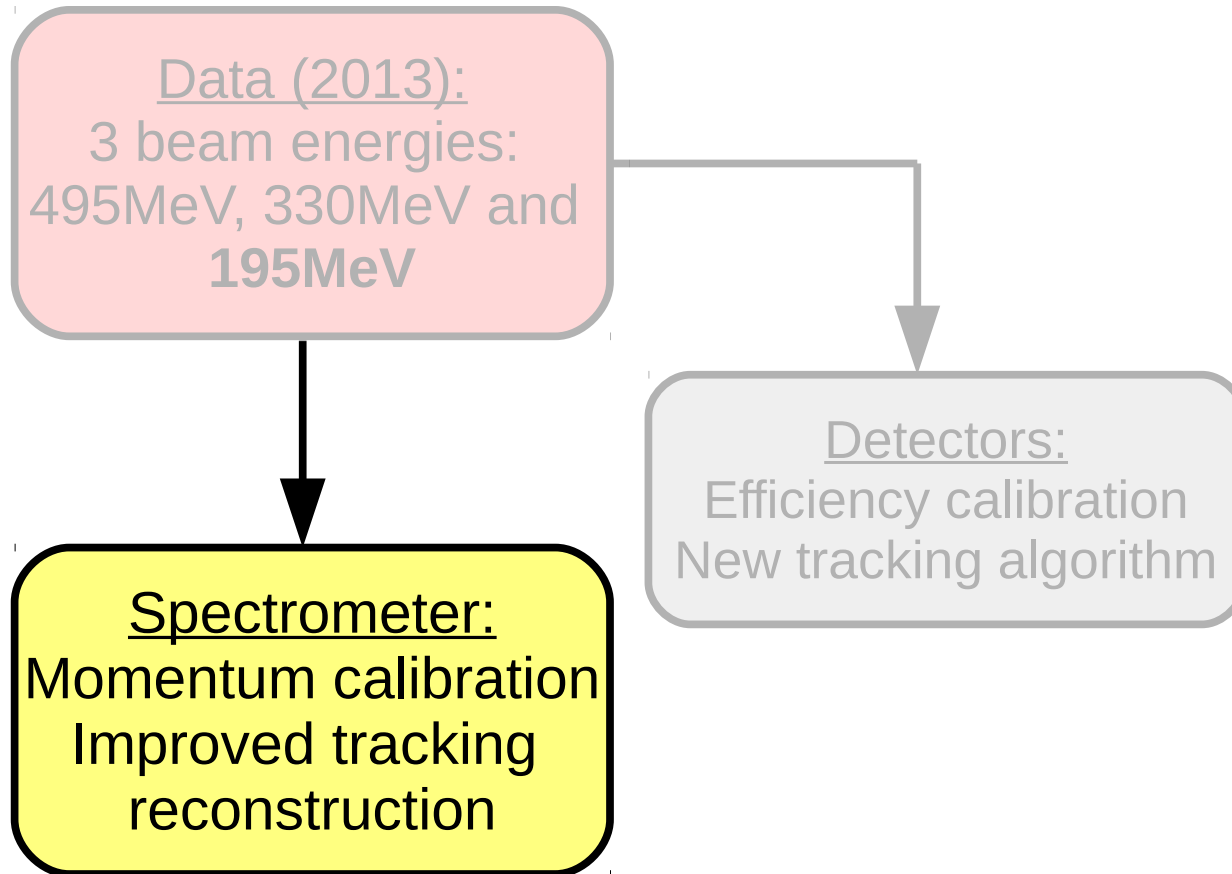 Data (2013):
3 beam energies:
495MeV, 330MeV and
195MeV
Detectors:
Efficiency calibration
New tracking algorithm
Spectrometer:
Momentum calibration
Improved tracking
reconstruction